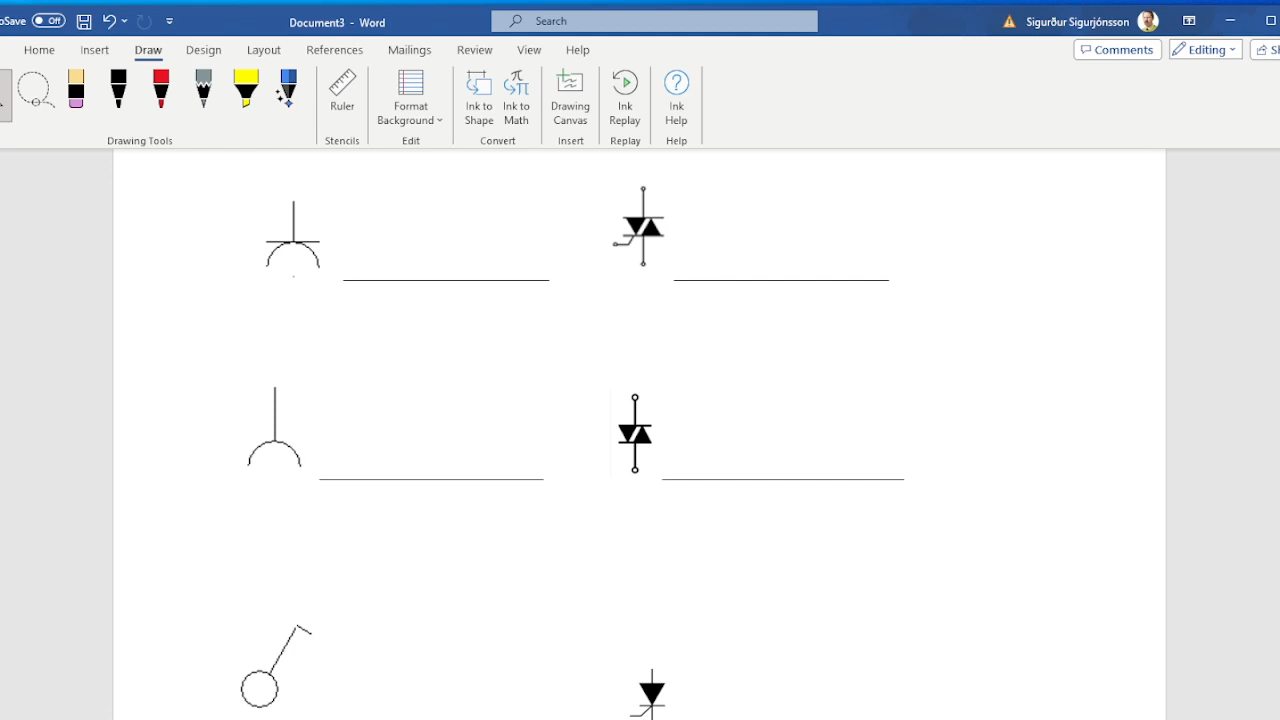 oSave Off Document3 - Word Search Sigurður Sigurjónsson
Home Insert Draw Design Layout References Mailings Review View Help Comments Editing
Ruler Format Background Ink to Shape Ink to Math Drawing Canvas Ink Replay Ink Help
Drawing Tools Stencils Edit Convert Insert Replay Help